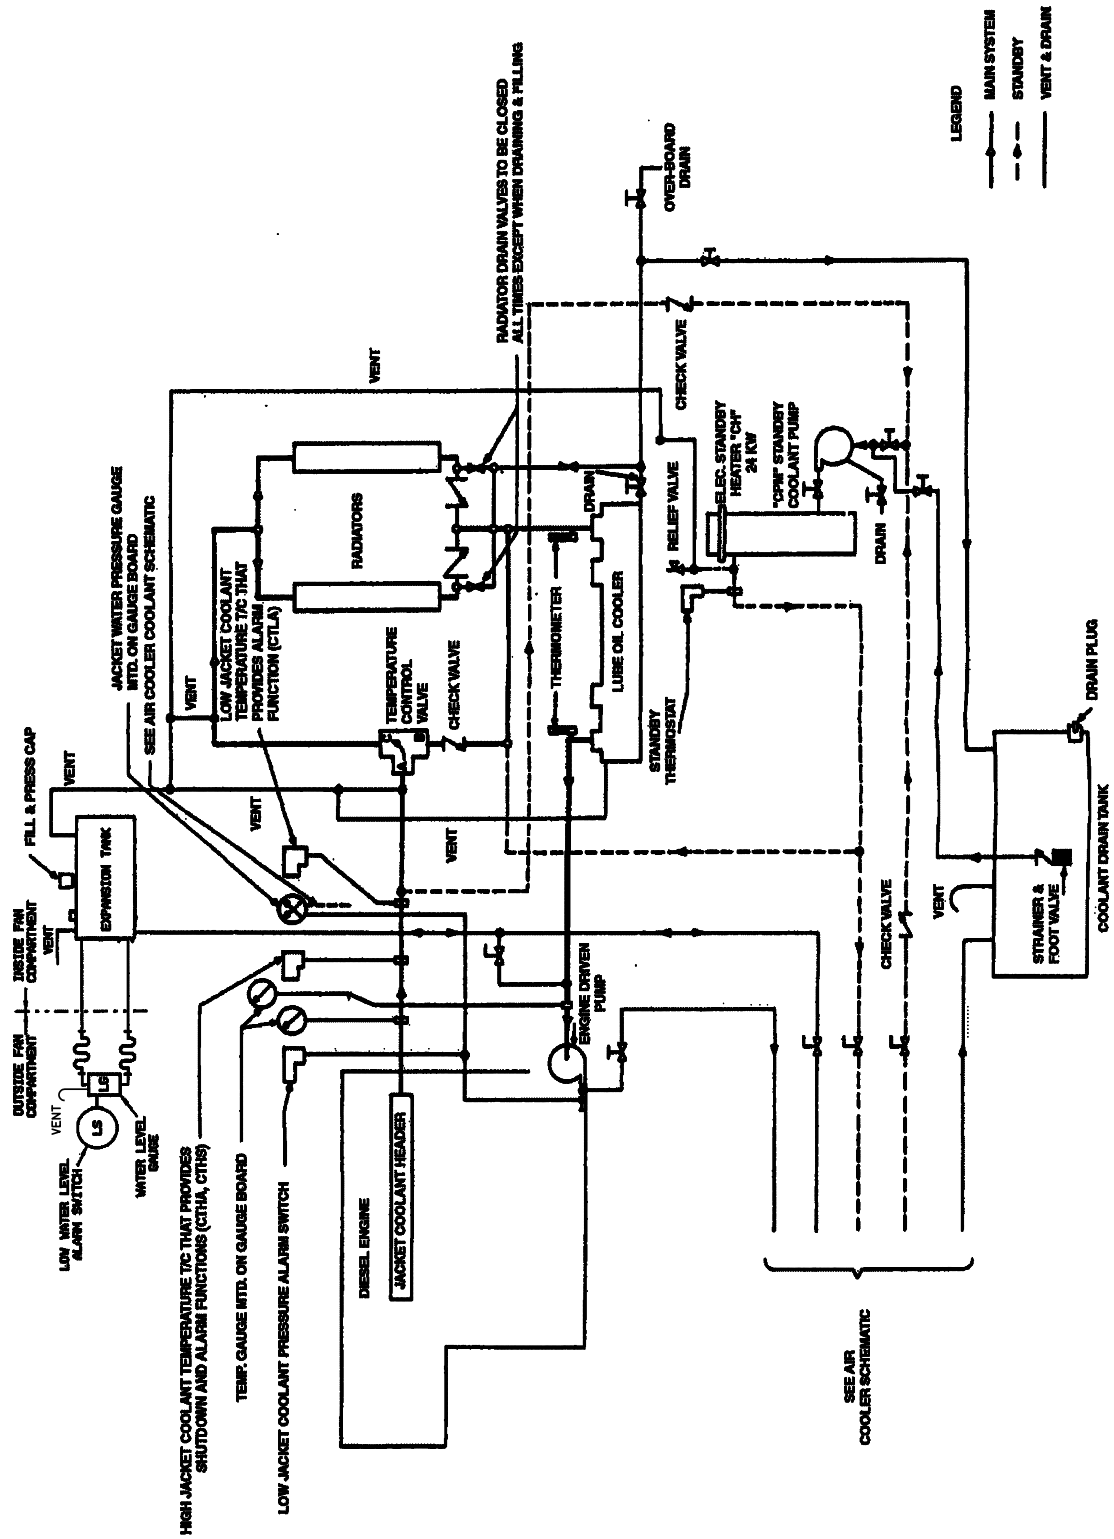 OUTSIDE FAN
COMPARTMENT
INSIDE FAN
COMPARTMENT
LOW WATER LEVEL
ALARM SWITCH
VENT
LS
LG
WATER LEVEL
GAUGE
VENT
EXPANSION TANK
FILL & PRESS CAP
VENT
JACKET WATER PRESSURE GAUGE
MTD. ON GAUGE BOARD
SEE AIR COOLER COOLANT SCHEMATIC
VENT
LOW JACKET COOLANT
TEMPERATURE T/C THAT
PROVIDES ALARM
FUNCTION (CTLA)
VENT
HIGH JACKET COOLANT TEMPERATURE T/C THAT PROVIDES
SHUTDOWN AND ALARM FUNCTIONS (CTHA, CTHS)
TEMP. GAUGE MTD. ON GAUGE BOARD
LOW JACKET COOLANT PRESSURE ALARM SWITCH
VENT
RADIATORS
VENT
RADIATOR DRAIN VALVES TO BE CLOSED
ALL TIMES EXCEPT WHEN DRAINING & FILLING
TEMPERATURE
CONTROL
VALVE
A
B
C
CHECK VALVE
DIESEL ENGINE
JACKET COOLANT HEADER
ENGINE DRIVEN
PUMP
THERMOMETER
LUBE OIL COOLER
DRAIN
OVER-BOARD
DRAIN
CHECK VALVE
STANDBY
THERMOSTAT
RELIEF VALVE
ELEC. STANDBY
HEATER "CH"
24 KW
"CPM" STANDBY
COOLANT PUMP
DRAIN
CHECK VALVE
VENT
STRAINER &
FOOT VALVE
DRAIN PLUG
COOLANT DRAIN TANK
SEE AIR
COOLER SCHEMATIC
LEGEND
MAIN SYSTEM
STANDBY
VENT & DRAIN